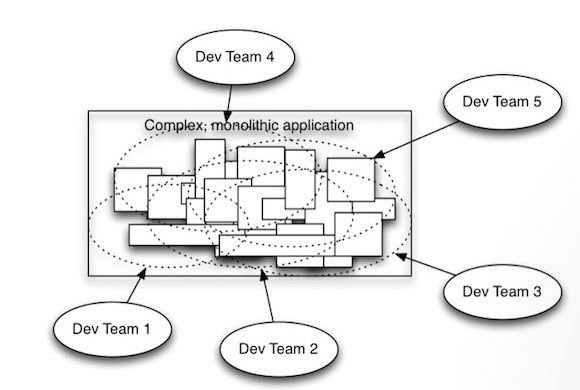 Dev Team 4
Dev Team 5
Complex, monolithic application
Dev Team 3
Dev Team 1
Dev Team 2